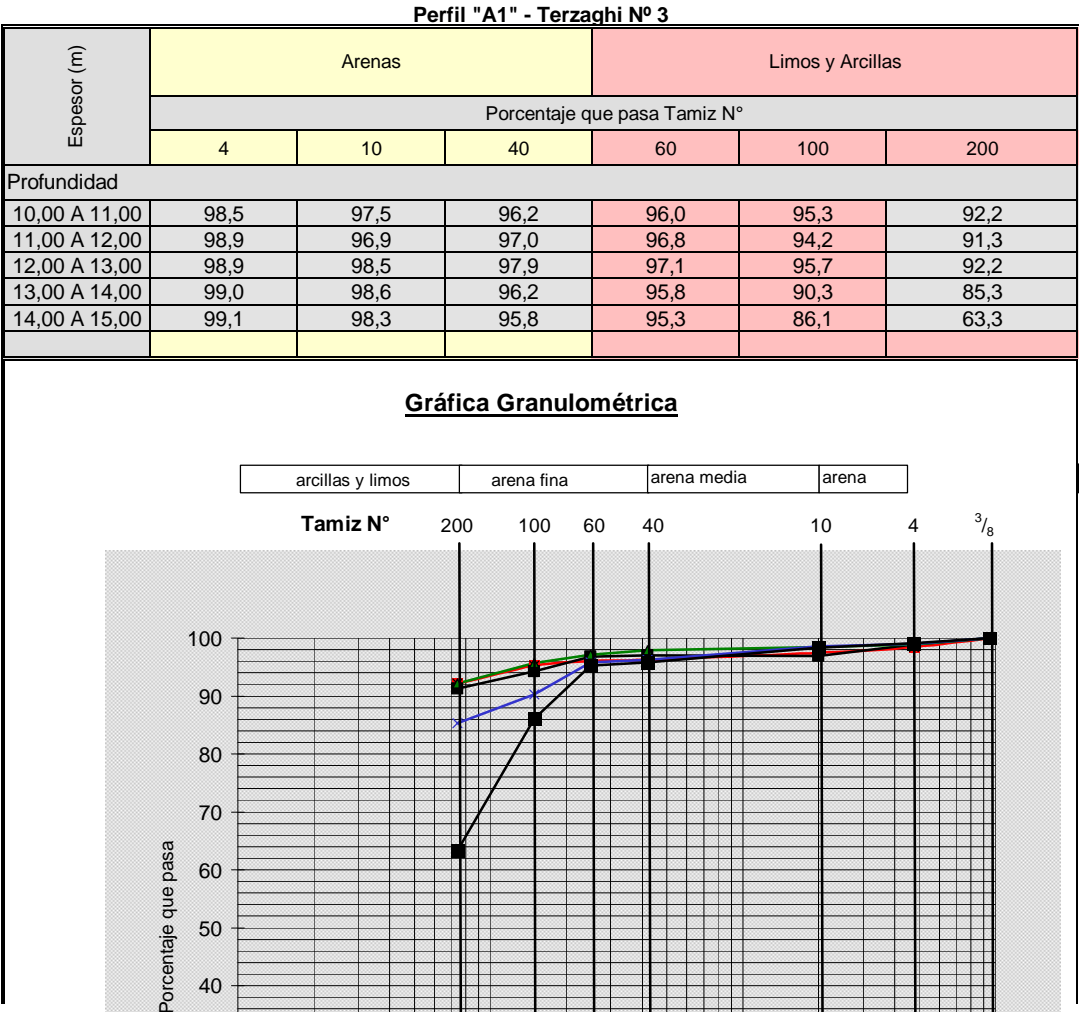 Perfil "A1" - Terzaghi Nº 3
Espesor (m)
Arenas
Limos y Arcillas
Porcentaje que pasa Tamiz N°
4 10 40 60 100 200
Profundidad
10,00 A 11,00 98,5 97,5 96,2 96,0 95,3 92,2
11,00 A 12,00 98,9 96,9 97,0 96,8 94,2 91,3
12,00 A 13,00 98,9 98,5 97,9 97,1 95,7 92,2
13,00 A 14,00 99,0 98,6 96,2 95,8 90,3 85,3
14,00 A 15,00 99,1 98,3 95,8 95,3 86,1 63,3
Gráfica Granulométrica
arcillas y limos arena fina arena media arena
Tamiz N° 200 100 60 40 10 4 3/8
100
90
80
70
60
50
40
Porcentaje que pasa